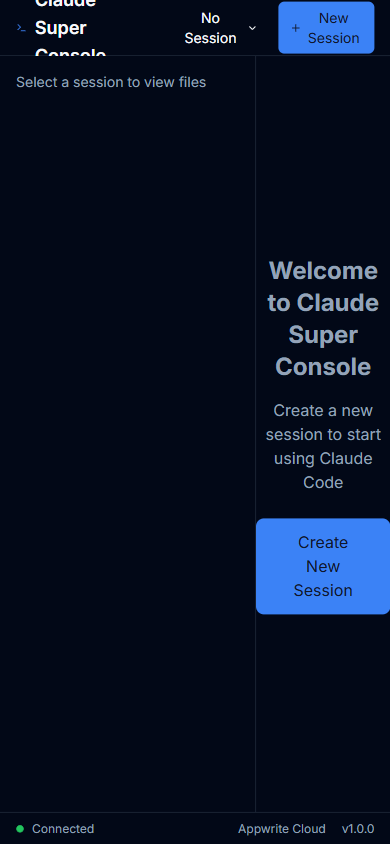 Claude
Super
Console
No
Session
New
Session
Select a session to view files
Welcome
to Claude
Super
Console
Create a new
session to start
using Claude
Code
Create
New
Session
Connected
Appwrite Cloud v1.0.0